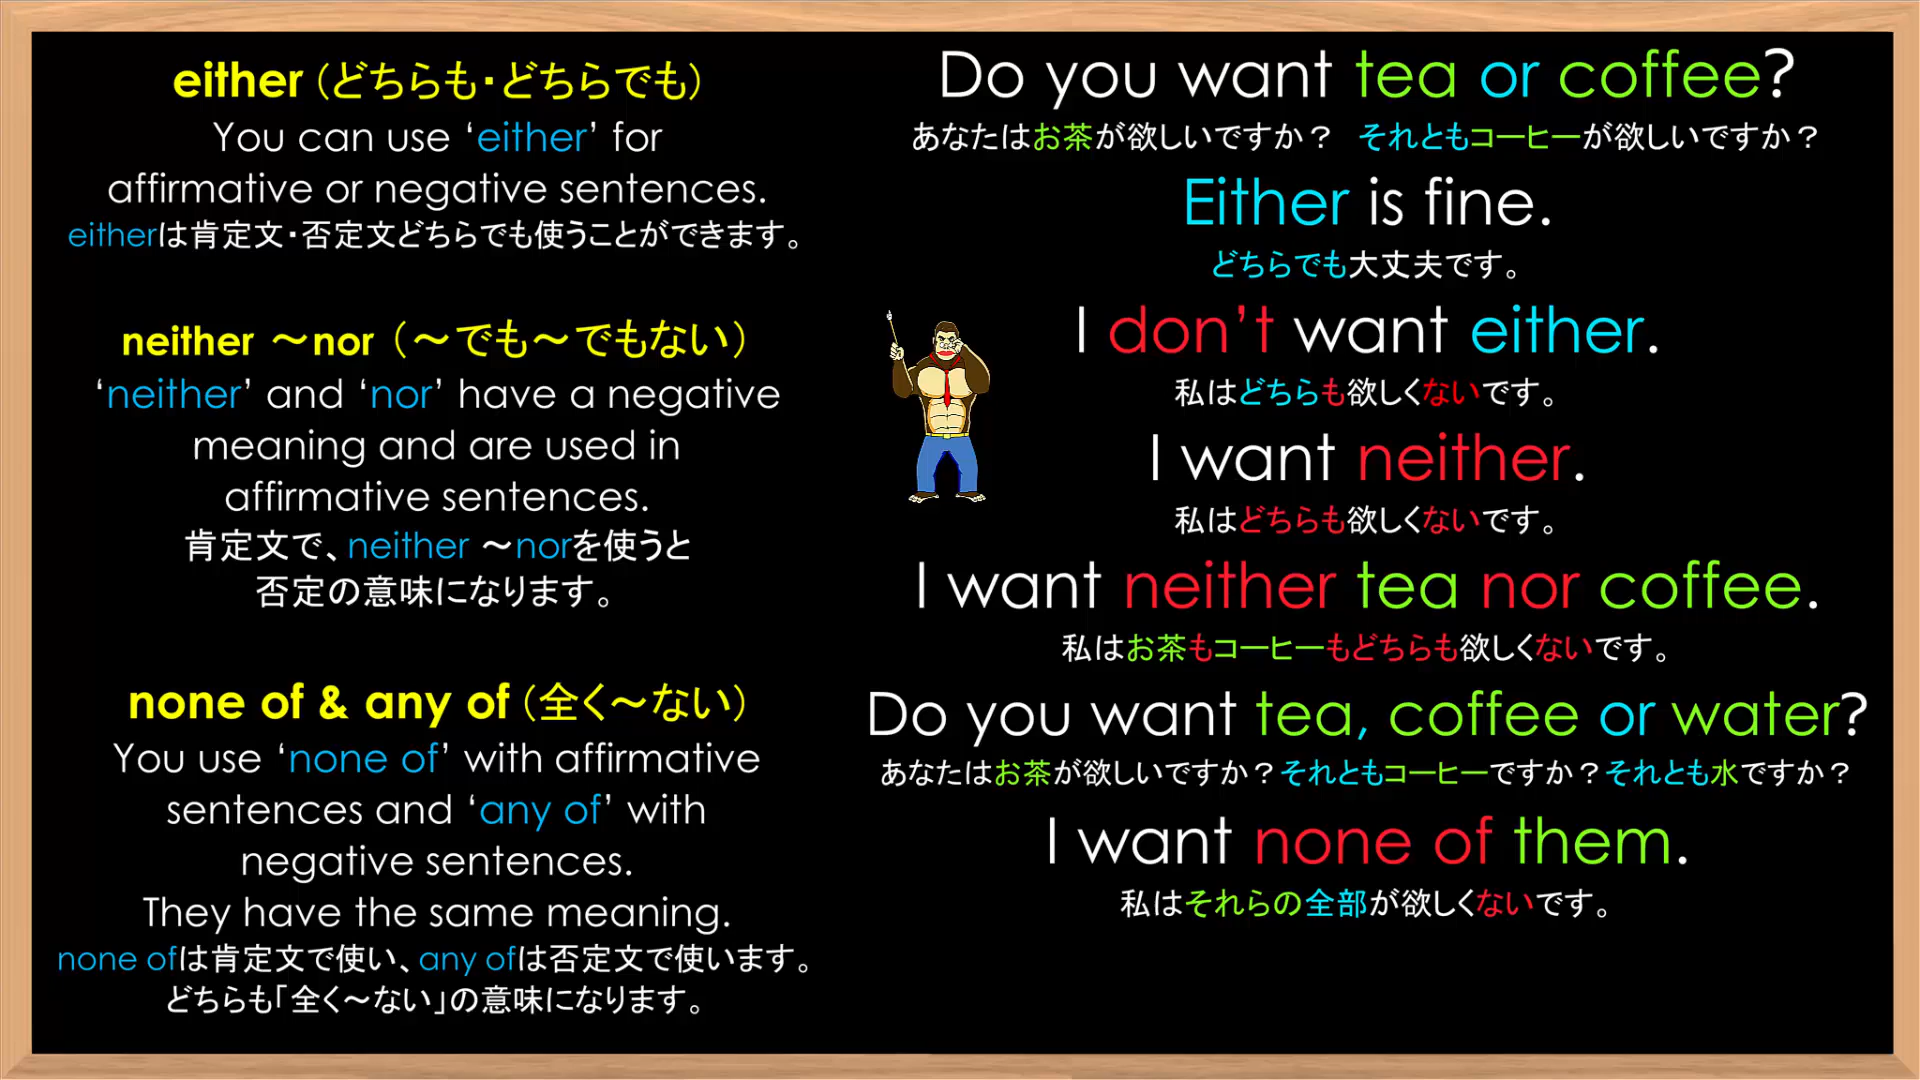 either（どちらも・どちらでも）
You can use ‘either’ for
affirmative or negative sentences.
eitherは肯定文・否定文どちらでも使うことができます。
neither ～nor（～でも～でもない）
‘neither’ and ‘nor’ have a negative
meaning and are used in
affirmative sentences.
肯定文で、neither ～norを使うと
否定の意味になります。
none of & any of（全く～ない）
You use ‘none of’ with affirmative
sentences and ‘any of’ with
negative sentences.
They have the same meaning.
none ofは肯定文で使い、any ofは否定文で使います。
どちらも「全く～ない」の意味になります。
Do you want tea or coffee?
あなたはお茶が欲しいですか？ それともコーヒーが欲しいですか？
Either is fine.
どちらでも大丈夫です。
I don’t want either.
私はどちらも欲しくないです。
I want neither.
私はどちらも欲しくないです。
I want neither tea nor coffee.
私はお茶もコーヒーもどちらも欲しくないです。
Do you want tea, coffee or water?
あなたはお茶が欲しいですか？それともコーヒーですか？それとも水ですか？
I want none of them.
私はそれらの全部が欲しくないです。